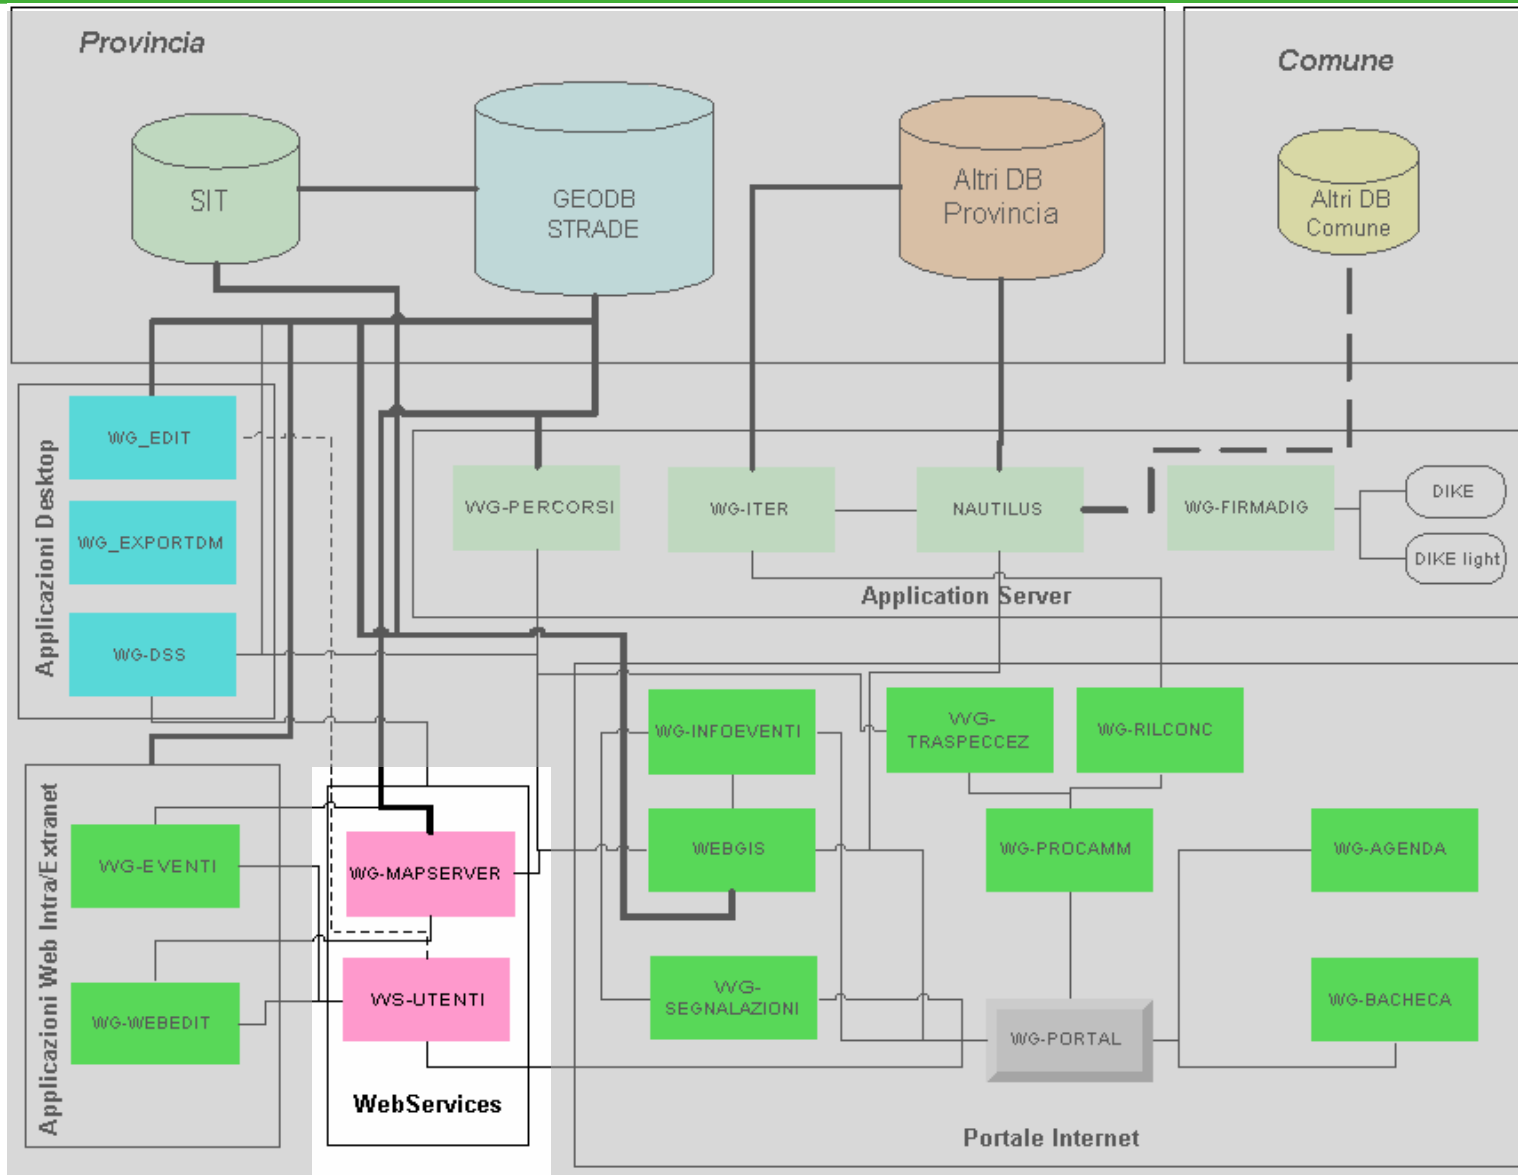 Provincia
Comune
SIT
GEODB
STRADE
Altri DB
Provincia
Altri DB
Comune
Applicazioni Desktop
WG_EDIT
WG_EXPORTDM
WG-DSS
WG-PERCORSI
WG-ITER
NAUTILUS
WG-FIRMADIG
DIKE
DIKE light
Application Server
Applicazioni Web Intra/Extranet
WG-EVENTI
WG-WEBEDIT
WG-MAPSERVER
WS-UTENTI
WebServices
WG-INFOEVENTI
WEBGIS
WG-
SEGNALAZIONI
WG-
TRASPECCEZ
WG-RILCONC
WG-PROCAMM
WG-AGENDA
WG-PORTAL
WG-BACHECA
Portale Internet